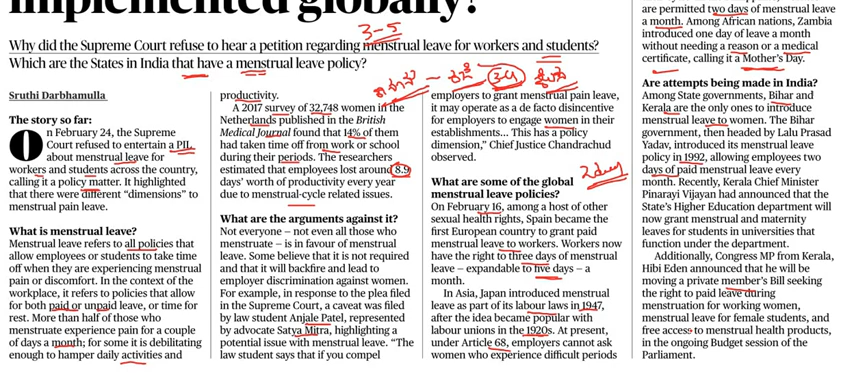 implemented globally?
Why did the Supreme Court refuse to hear a petition regarding menstrual leave for workers and students?
Which are the States in India that have a menstrual leave policy?
3-5
3-4
2 days
Sruthi Darbhamulla
The story so far:
On February 24, the Supreme
Court refused to entertain a PIL
about menstrual leave for
workers and students across the country,
calling it a policy matter. It highlighted
that there were different “dimensions” to
menstrual pain leave.
What is menstrual leave?
Menstrual leave refers to all policies that
allow employees or students to take time
off when they are experiencing menstrual
pain or discomfort. In the context of the
workplace, it refers to policies that allow
for both paid or unpaid leave, or time for
rest. More than half of those who
menstruate experience pain for a couple
of days a month; for some it is debilitating
enough to hamper daily activities and
productivity.
A 2017 survey of 32,748 women in the
Netherlands published in the British
Medical Journal found that 14% of them
had taken time off from work or school
during their periods. The researchers
estimated that employees lost around 8.9
days’ worth of productivity every year
due to menstrual-cycle related issues.
What are the arguments against it?
Not everyone – not even all those who
menstruate – is in favour of menstrual
leave. Some believe that it is not required
and that it will backfire and lead to
employer discrimination against women.
For example, in response to the plea filed
in the Supreme Court, a caveat was filed
by law student Anjale Patel, represented
by advocate Satya Mitra, highlighting a
potential issue with menstrual leave. “The
law student says that if you compel
employers to grant menstrual pain leave,
it may operate as a de facto disincentive
for employers to engage women in their
establishments... This has a policy
dimension,” Chief Justice Chandrachud
observed.
What are some of the global
menstrual leave policies?
On February 16, among a host of other
sexual health rights, Spain became the
first European country to grant paid
menstrual leave to workers. Workers now
have the right to three days of menstrual
leave – expandable to five days – a
month.
In Asia, Japan introduced menstrual
leave as part of its labour laws in 1947,
after the idea became popular with
labour unions in the 1920s. At present,
under Article 68, employers cannot ask
women who experience difficult periods
are permitted two days of menstrual leave
a month. Among African nations, Zambia
introduced one day of leave a month
without needing a reason or a medical
certificate, calling it a Mother’s Day.
Are attempts being made in India?
Among State governments, Bihar and
Kerala are the only ones to introduce
menstrual leave to women. The Bihar
government, then headed by Lalu Prasad
Yadav, introduced its menstrual leave
policy in 1992, allowing employees two
days of paid menstrual leave every
month. Recently, Kerala Chief Minister
Pinarayi Vijayan had announced that the
State’s Higher Education department will
now grant menstrual and maternity
leaves for students in universities that
function under the department.
Additionally, Congress MP from Kerala,
Hibi Eden announced that he will be
moving a private member’s Bill seeking
the right to paid leave during
menstruation for working women,
menstrual leave for female students, and
free access to menstrual health products,
in the ongoing Budget session of the
Parliament.